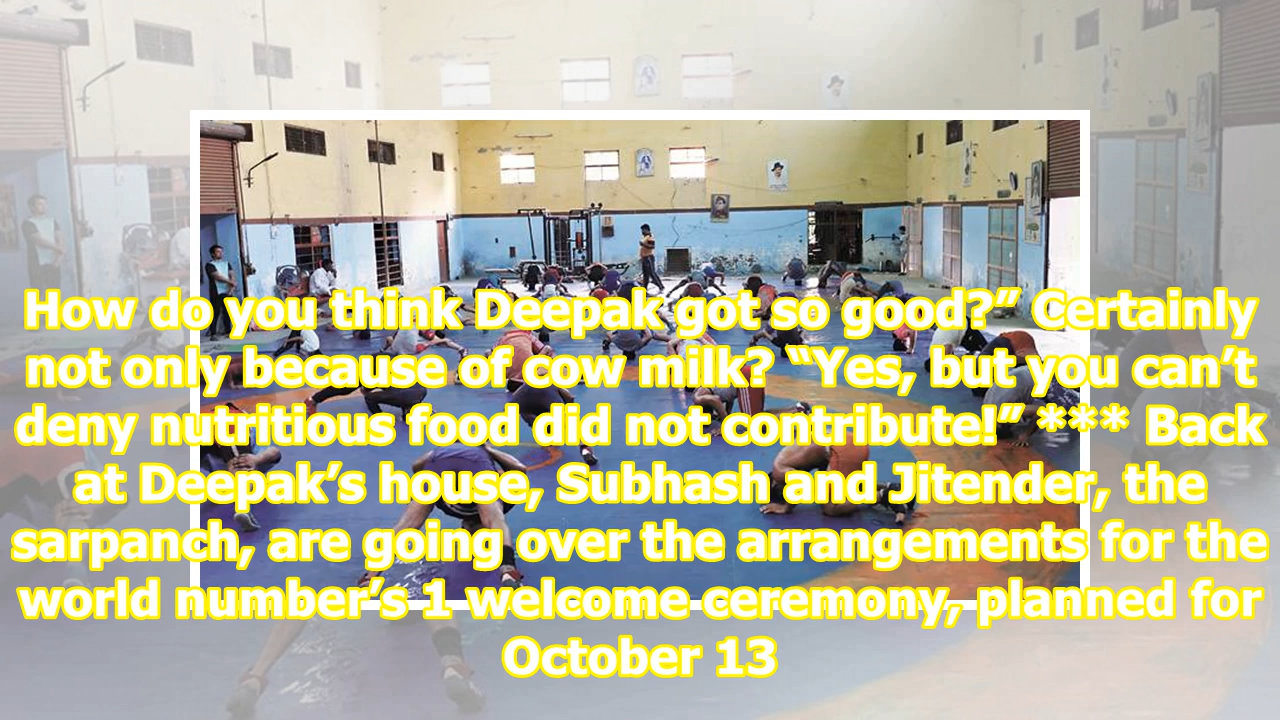 How do you think Deepak got so good?” Certainly
not only because of cow milk? “Yes, but you can’t
deny nutritious food did not contribute!” *** Back
at Deepak’s house, Subhash and Jitender, the
sarpanch, are going over the arrangements for the
world number’s 1 welcome ceremony, planned for
October 13